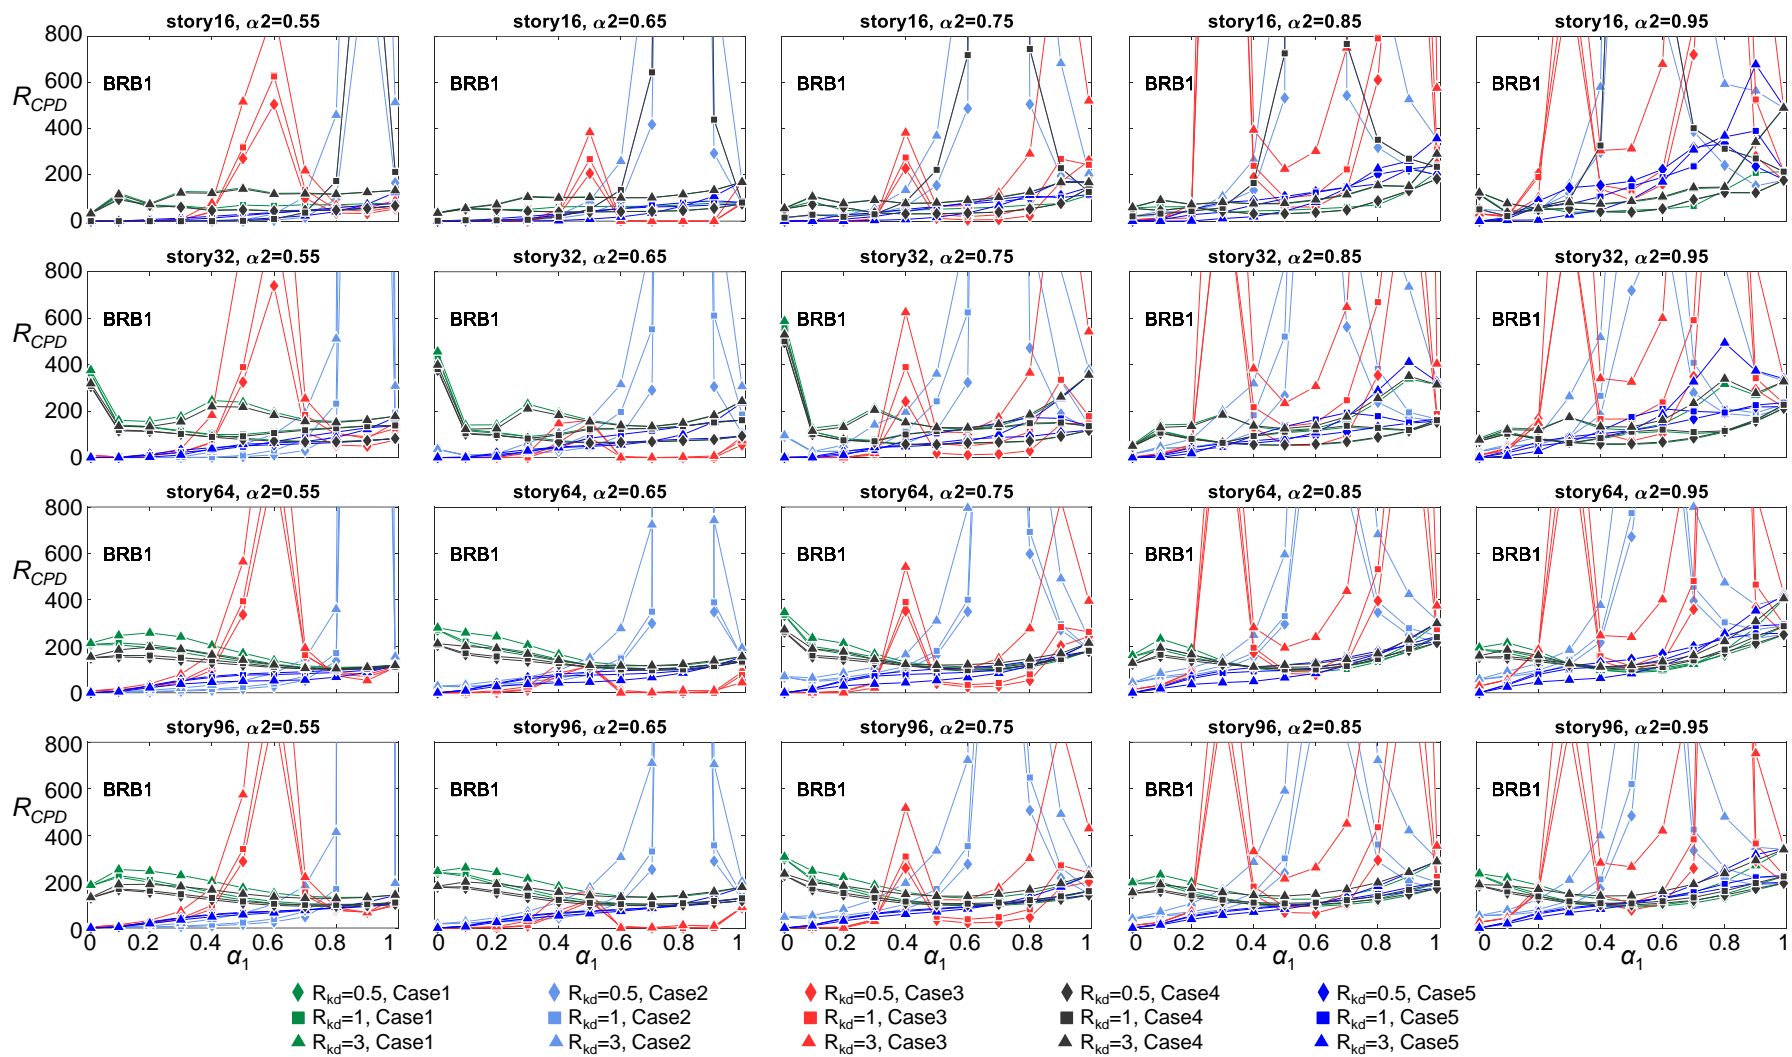 story16, α2=0.55 story16, α2=0.65 story16, α2=0.75 story16, α2=0.85 story16, α2=0.95
800
600
400
200
0
R_CPD
BRB1 BRB1 BRB1 BRB1 BRB1
story32, α2=0.55 story32, α2=0.65 story32, α2=0.75 story32, α2=0.85 story32, α2=0.95
800
600
400
200
0
R_CPD
BRB1 BRB1 BRB1 BRB1 BRB1
story64, α2=0.55 story64, α2=0.65 story64, α2=0.75 story64, α2=0.85 story64, α2=0.95
800
600
400
200
0
R_CPD
BRB1 BRB1 BRB1 BRB1 BRB1
story96, α2=0.55 story96, α2=0.65 story96, α2=0.75 story96, α2=0.85 story96, α2=0.95
800
600
400
200
0
R_CPD
BRB1 BRB1 BRB1 BRB1 BRB1
0 0.2 0.4 0.6 0.8 1 0 0.2 0.4 0.6 0.8 1 0 0.2 0.4 0.6 0.8 1 0 0.2 0.4 0.6 0.8 1 0 0.2 0.4 0.6 0.8 1
α1 α1 α1 α1 α1
R_kd=0.5, Case1 R_kd=0.5, Case2 R_kd=0.5, Case3 R_kd=0.5, Case4 R_kd=0.5, Case5
R_kd=1, Case1 R_kd=1, Case2 R_kd=1, Case3 R_kd=1, Case4 R_kd=1, Case5
R_kd=3, Case1 R_kd=3, Case2 R_kd=3, Case3 R_kd=3, Case4 R_kd=3, Case5